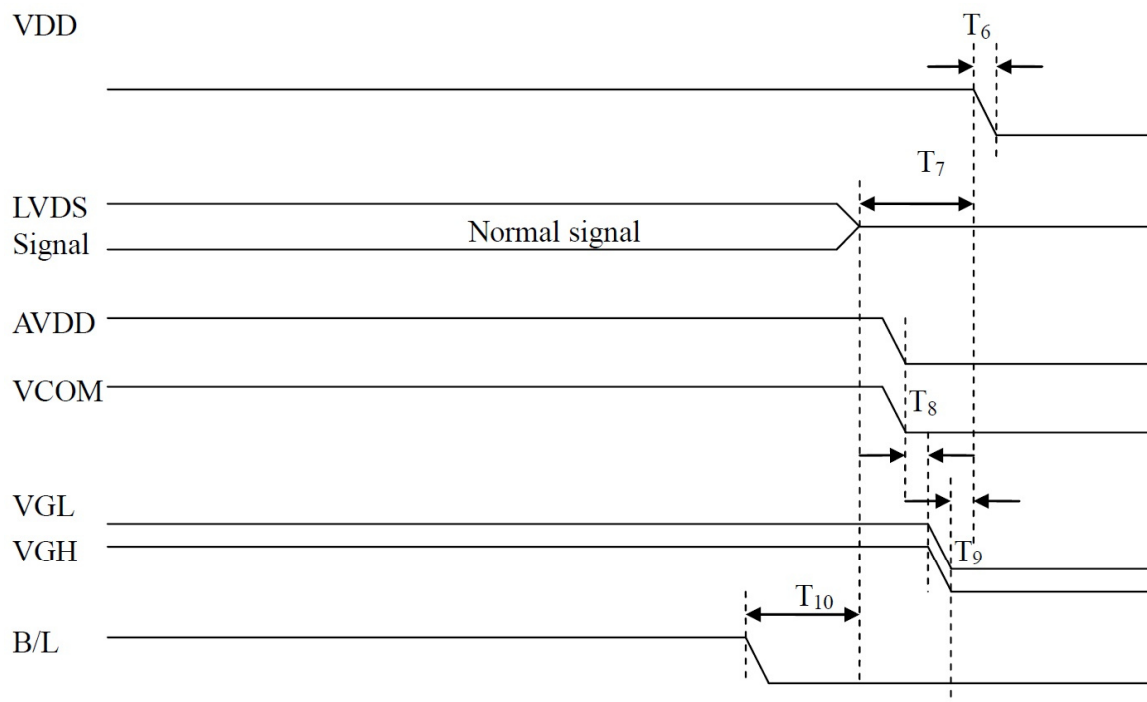 VDD
T₆
T₇
LVDS
Signal
Normal signal
AVDD
VCOM
T₈
VGL
VGH
T₉
T₁₀
B/L